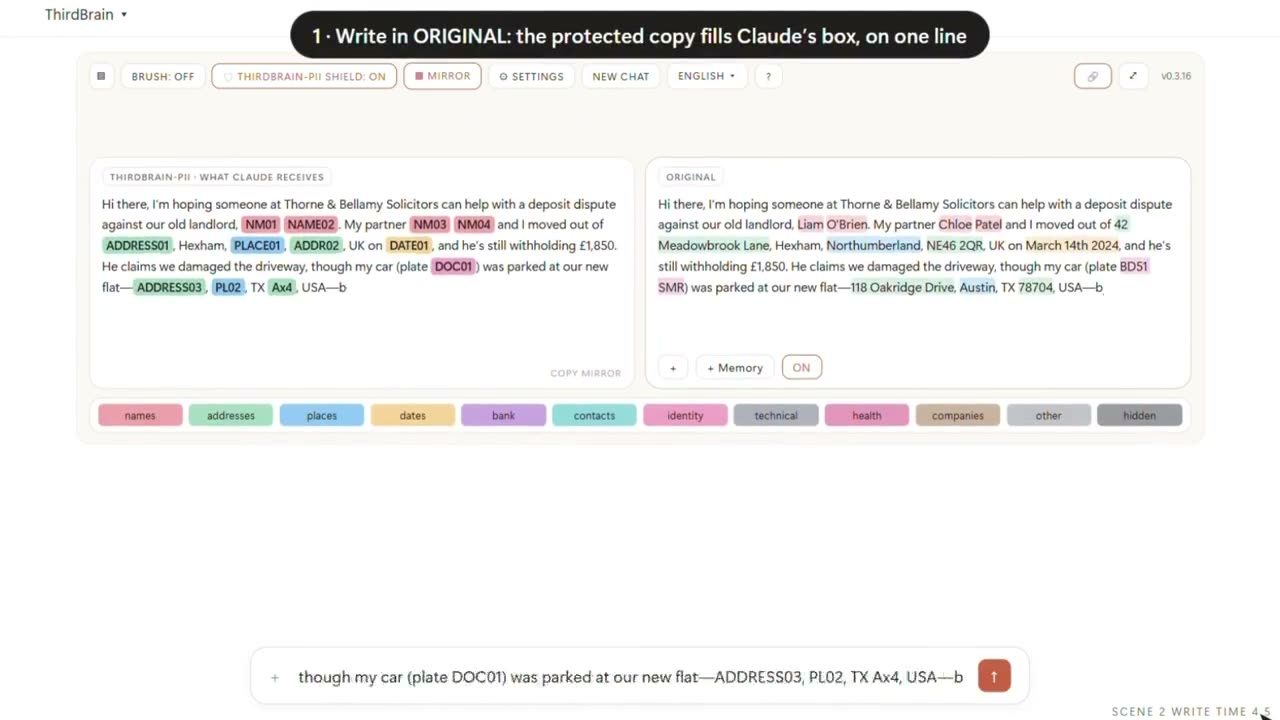 ThirdBrain
1 · Write in ORIGINAL: the protected copy fills Claude's box, on one line
BRUSH: OFF
THIRDBRAIN-PII SHIELD: ON
MIRROR
SETTINGS
NEW CHAT
ENGLISH
?
v0.3.16
THIRDBRAIN-PII · WHAT CLAUDE RECEIVES
Hi there, I'm hoping someone at Thorne & Bellamy Solicitors can help with a deposit dispute
against our old landlord, NM01 NAME02. My partner NM03 NM04 and I moved out of
ADDRESS01, Hexham, PLACE01, ADDR02, UK on DATE01, and he's still withholding £1,850.
He claims we damaged the driveway, though my car (plate DOC01) was parked at our new
flat—ADDRESS03, PL02, TX Ax4, USA—b
COPY MIRROR
ORIGINAL
Hi there, I'm hoping someone at Thorne & Bellamy Solicitors can help with a deposit dispute
against our old landlord, Liam O'Brien. My partner Chloe Patel and I moved out of 42
Meadowbrook Lane, Hexham, Northumberland, NE46 2QR, UK on March 14th 2024, and he's
still withholding £1,850. He claims we damaged the driveway, though my car (plate BD51
SMR) was parked at our new flat—118 Oakridge Drive, Austin, TX 78704, USA—b
+
+ Memory
ON
names
addresses
places
dates
bank
contacts
identity
technical
health
companies
other
hidden
+
though my car (plate DOC01) was parked at our new flat—ADDRESS03, PL02, TX Ax4, USA—b
SCENE 2 WRITE TIME 4.5